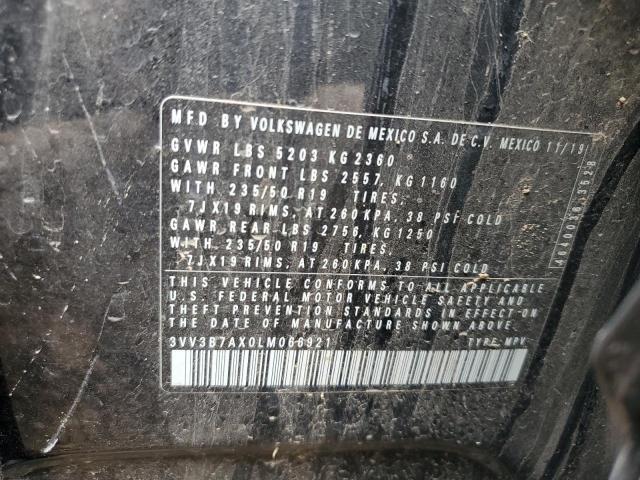 MFD BY VOLKSWAGEN DE MEXICO S.A. DE C.V. MEXICO 11/19
GVWR LBS 5203 KG 2360
GAWR FRONT LBS 2557, KG 1160
WITH 235/50 R19 TIRES,
7JX19 RIMS, AT 260 KPA, 38 PSI COLD
GAWR REAR LBS 2756, KG 1250
WITH 235/50 R19 TIRES,
7JX19 RIMS, AT 260 KPA, 38 PSI COLD
THIS VEHICLE CONFORMS TO ALL APPLICABLE
U.S. FEDERAL MOTOR VEHICLE SAFETY AND
THEFT PREVENTION STANDARDS IN EFFECT ON
THE DATE OF MANUFACTURE SHOWN ABOVE.
3VV3B7AX0LM066921 TYPE: MPV